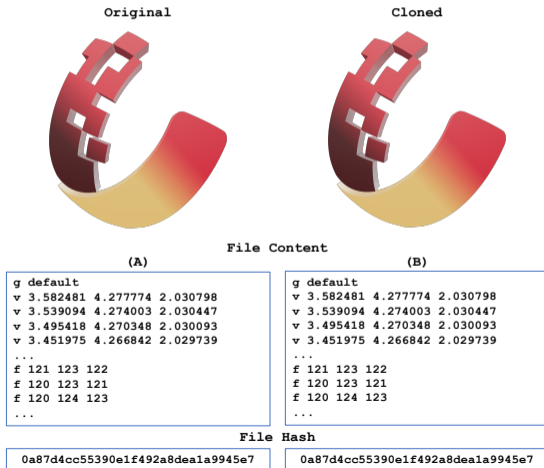 Original Cloned
File Content
(A) (B)
g default
v 3.582481 4.277774 2.030798
v 3.539094 4.274003 2.030447
v 3.495418 4.270348 2.030093
v 3.451975 4.266842 2.029739
...
f 121 123 122
f 120 123 121
f 120 124 123
...
g default
v 3.582481 4.277774 2.030798
v 3.539094 4.274003 2.030447
v 3.495418 4.270348 2.030093
v 3.451975 4.266842 2.029739
...
f 121 123 122
f 120 123 121
f 120 124 123
...
File Hash
0a87d4cc55390e1f492a8dea1a9945e7 0a87d4cc55390e1f492a8dea1a9945e7